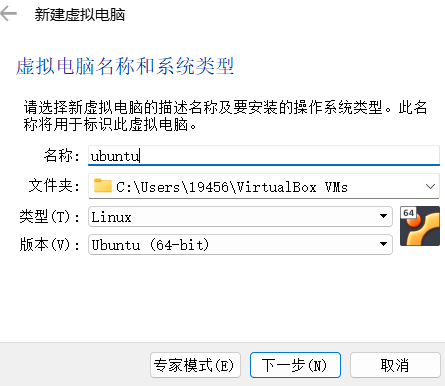 新建虚拟电脑
虚拟电脑名称和系统类型
请选择新虚拟电脑的描述名称及要安装的操作系统类型。此名
称将用于标识此虚拟电脑。
名称: ubuntu
文件夹: C:\Users\19456\VirtualBox VMs
类型(T): Linux
64
版本(V): Ubuntu (64-bit)
专家模式(E) 下一步(N) 取消